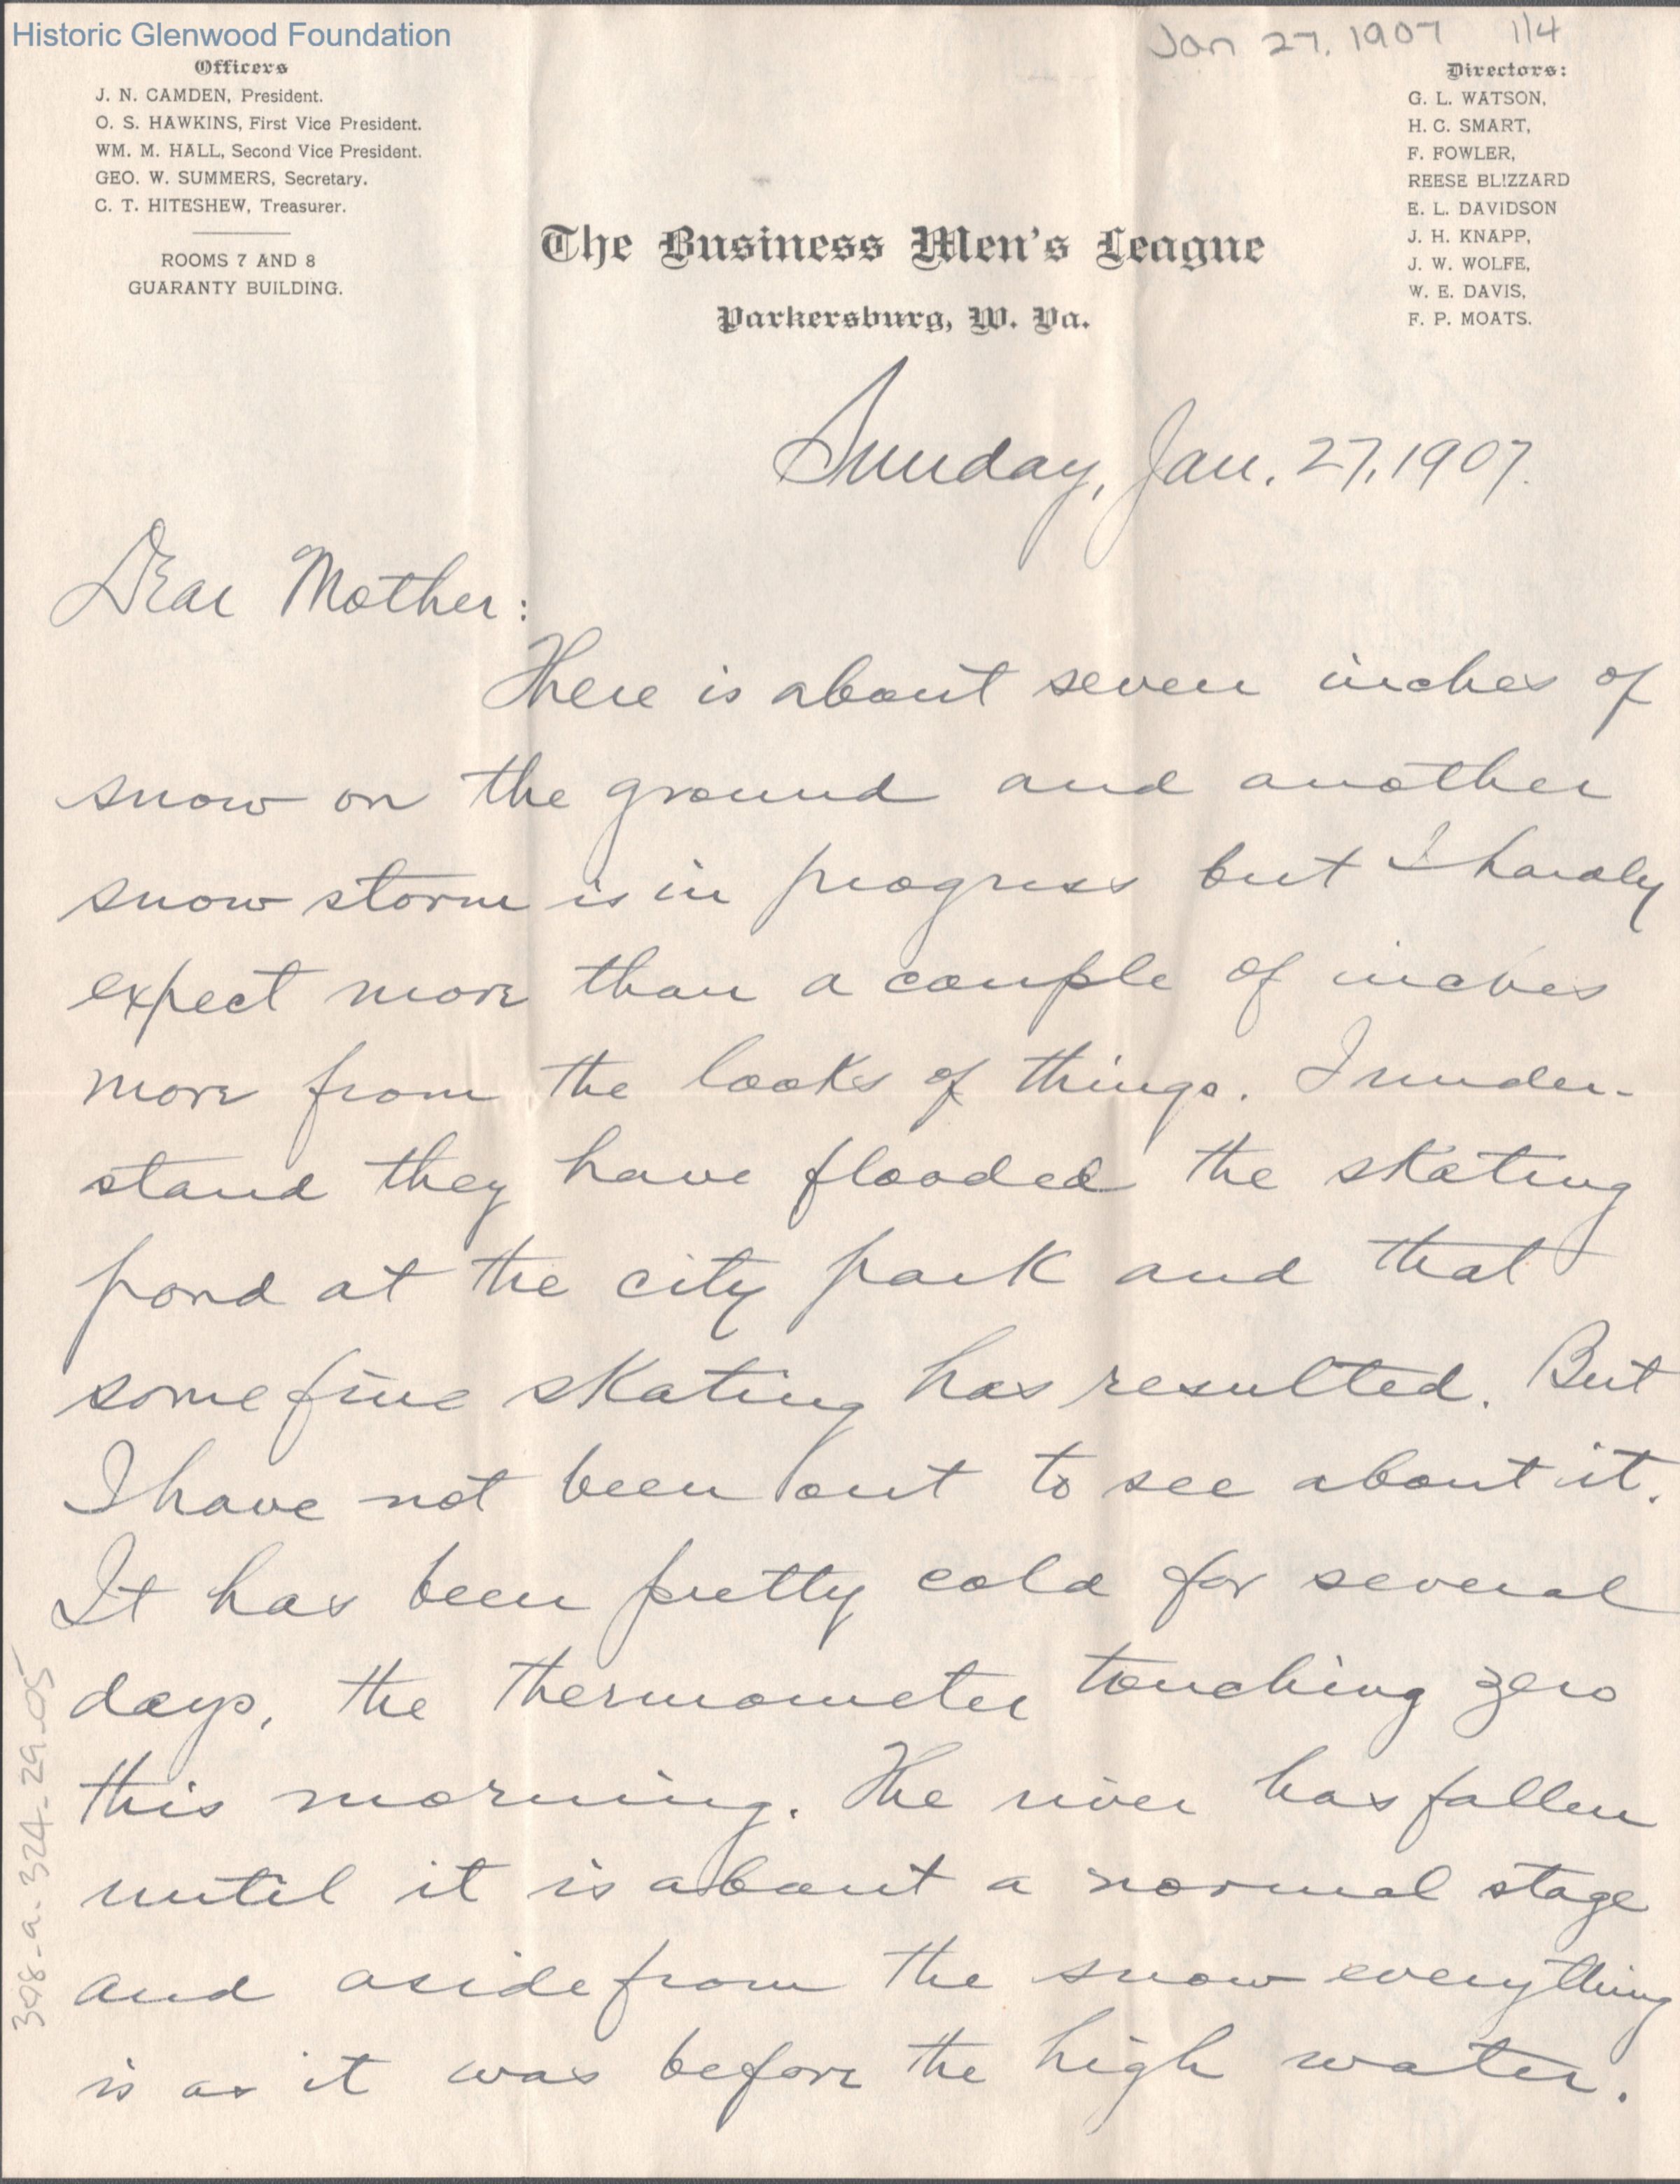 Historic Glenwood Foundation
Jan 27. 1907 1/4
Officers
J. N. CAMDEN, President.
O. S. HAWKINS, First Vice President.
WM. M. HALL, Second Vice President.
GEO. W. SUMMERS, Secretary.
C. T. HITESHEW, Treasurer.
ROOMS 7 AND 8
GUARANTY BUILDING.
Directors:
G. L. WATSON,
H. C. SMART,
F. FOWLER,
REESE BLIZZARD
E. L. DAVIDSON
J. H. KNAPP,
J. W. WOLFE,
W. E. DAVIS,
F. P. MOATS.
The Business Men's League
Parkersburg, W. Va.
Sunday, Jan. 27, 1907.
Dear Mother:
There is about seven inches of
snow on the ground and another
snow storm is in progress but I hardly
expect more than a couple of inches
more from the looks of things. I under-
stand they have flooded the skating
pond at the city park and that
some fine skating has resulted. But
I have not been out to see about it.
It has been pretty cold for several
days, the thermometer touching zero
this morning. The river has fallen
until it is about a normal stage
and aside from the snow everything
is as it was before the high water.
398-a. 324-29.05